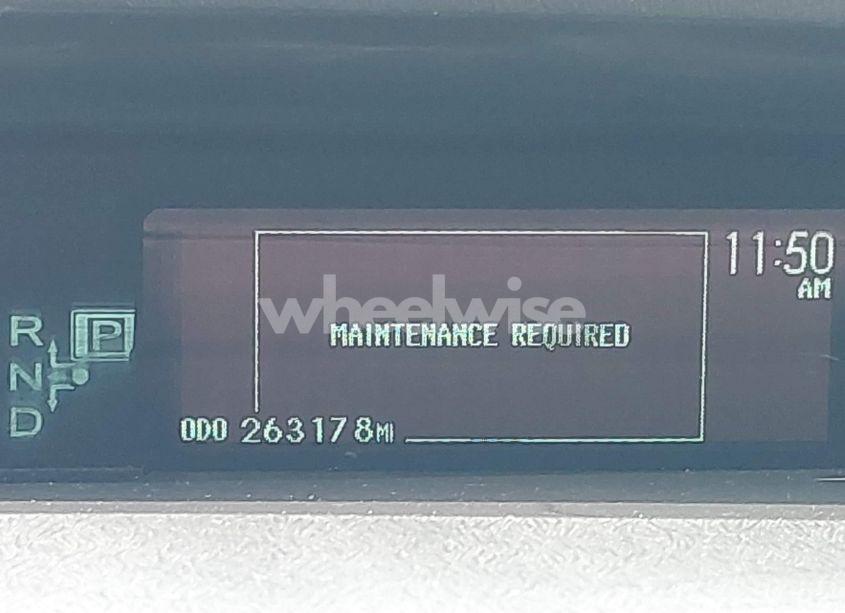 11:50
AM
wheelwise
MAINTENANCE REQUIRED
R
P
N
D
ODO 263178MI